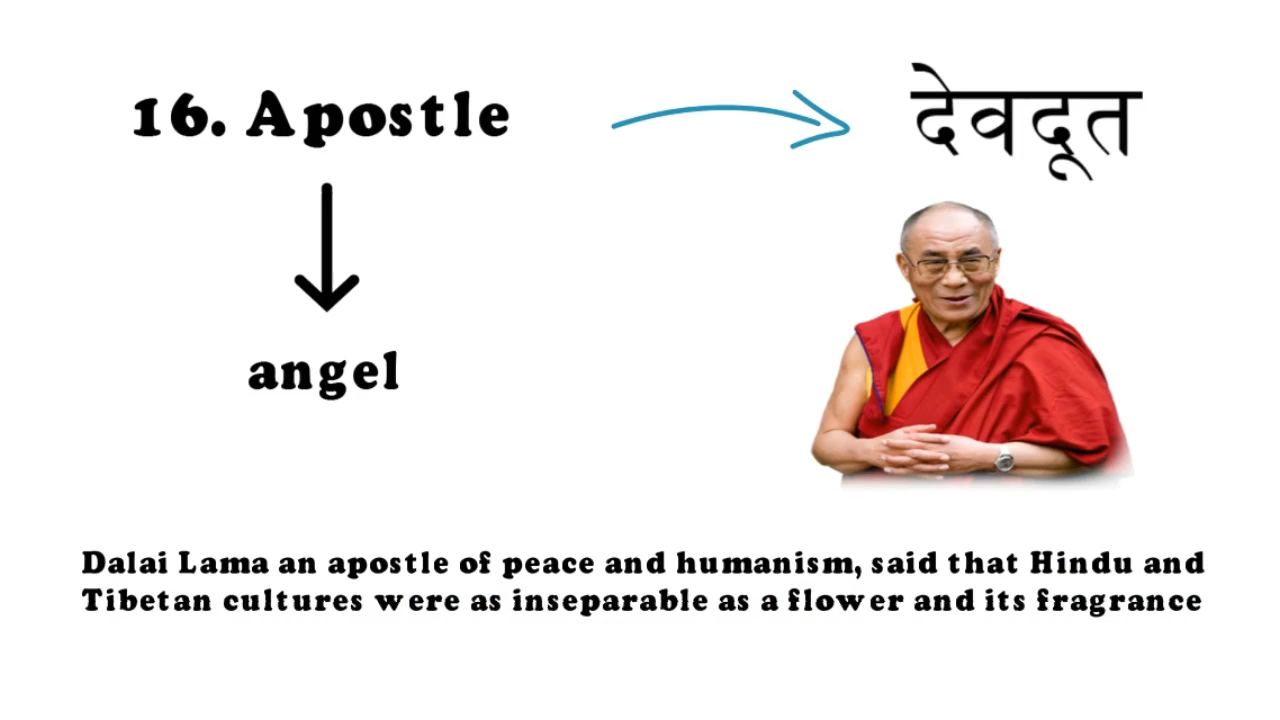 16. Apostle
देवदूत
angel
Dalai Lama an apostle of peace and humanism, said that Hindu and
Tibetan cultures were as inseparable as a flower and its fragrance